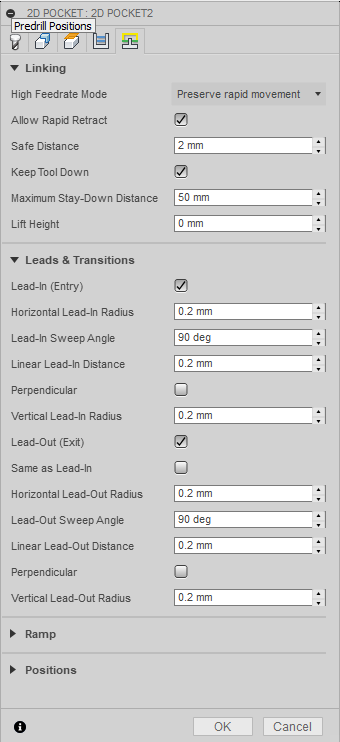 2D POCKET : 2D POCKET2
Predrill Positions
Linking
High Feedrate Mode Preserve rapid movement
Allow Rapid Retract
Safe Distance 2 mm
Keep Tool Down
Maximum Stay-Down Distance 50 mm
Lift Height 0 mm
Leads & Transitions
Lead-In (Entry)
Horizontal Lead-In Radius 0.2 mm
Lead-In Sweep Angle 90 deg
Linear Lead-In Distance 0.2 mm
Perpendicular
Vertical Lead-In Radius 0.2 mm
Lead-Out (Exit)
Same as Lead-In
Horizontal Lead-Out Radius 0.2 mm
Lead-Out Sweep Angle 90 deg
Linear Lead-Out Distance 0.2 mm
Perpendicular
Vertical Lead-Out Radius 0.2 mm
Ramp
Positions
OK Cancel